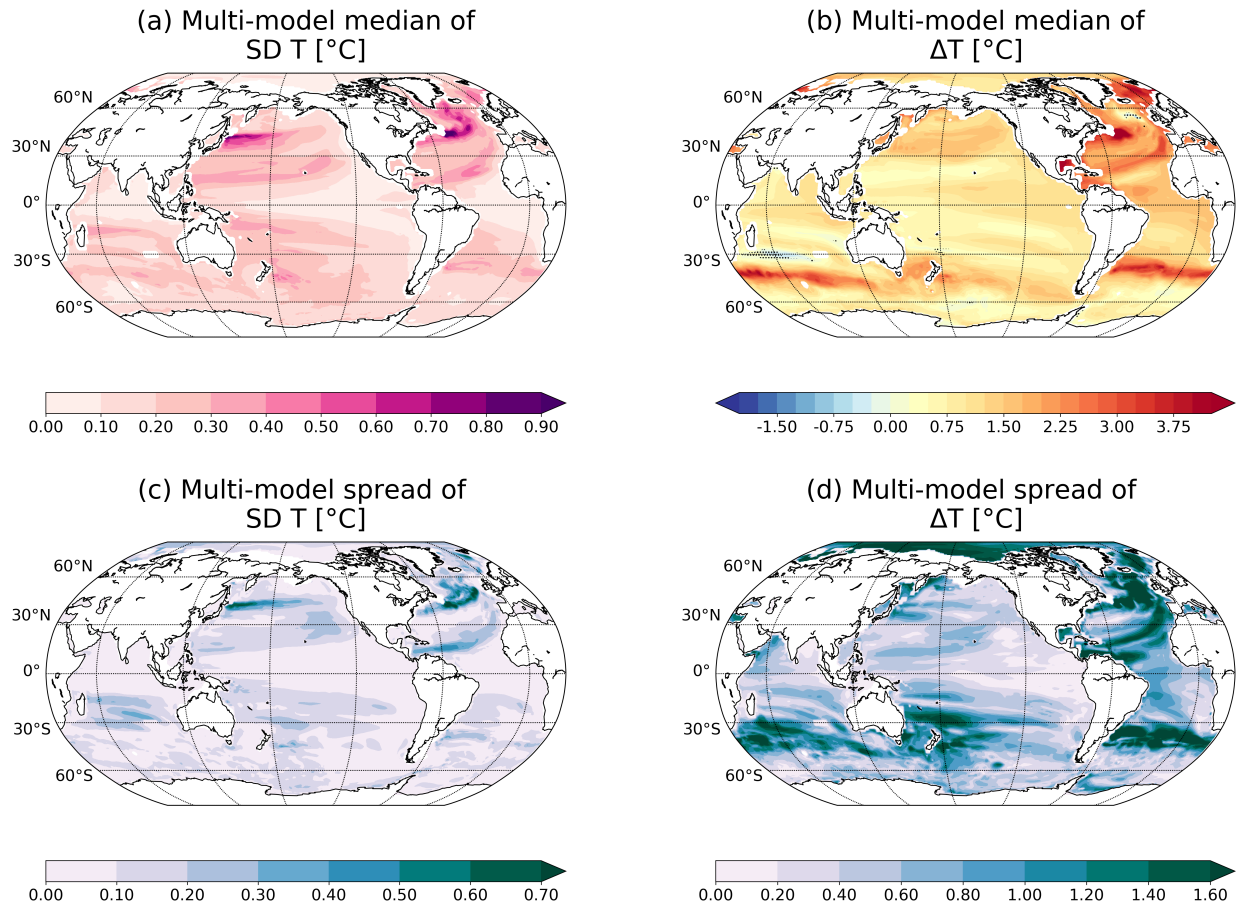 (a) Multi-model median of
SD T [°C]
60°N
30°N
0°
30°S
60°S
0.00 0.10 0.20 0.30 0.40 0.50 0.60 0.70 0.80 0.90
(b) Multi-model median of
ΔT [°C]
60°N
30°N
0°
30°S
60°S
-1.50 -0.75 0.00 0.75 1.50 2.25 3.00 3.75
(c) Multi-model spread of
SD T [°C]
60°N
30°N
0°
30°S
60°S
0.00 0.10 0.20 0.30 0.40 0.50 0.60 0.70
(d) Multi-model spread of
ΔT [°C]
60°N
30°N
0°
30°S
60°S
0.00 0.20 0.40 0.60 0.80 1.00 1.20 1.40 1.60